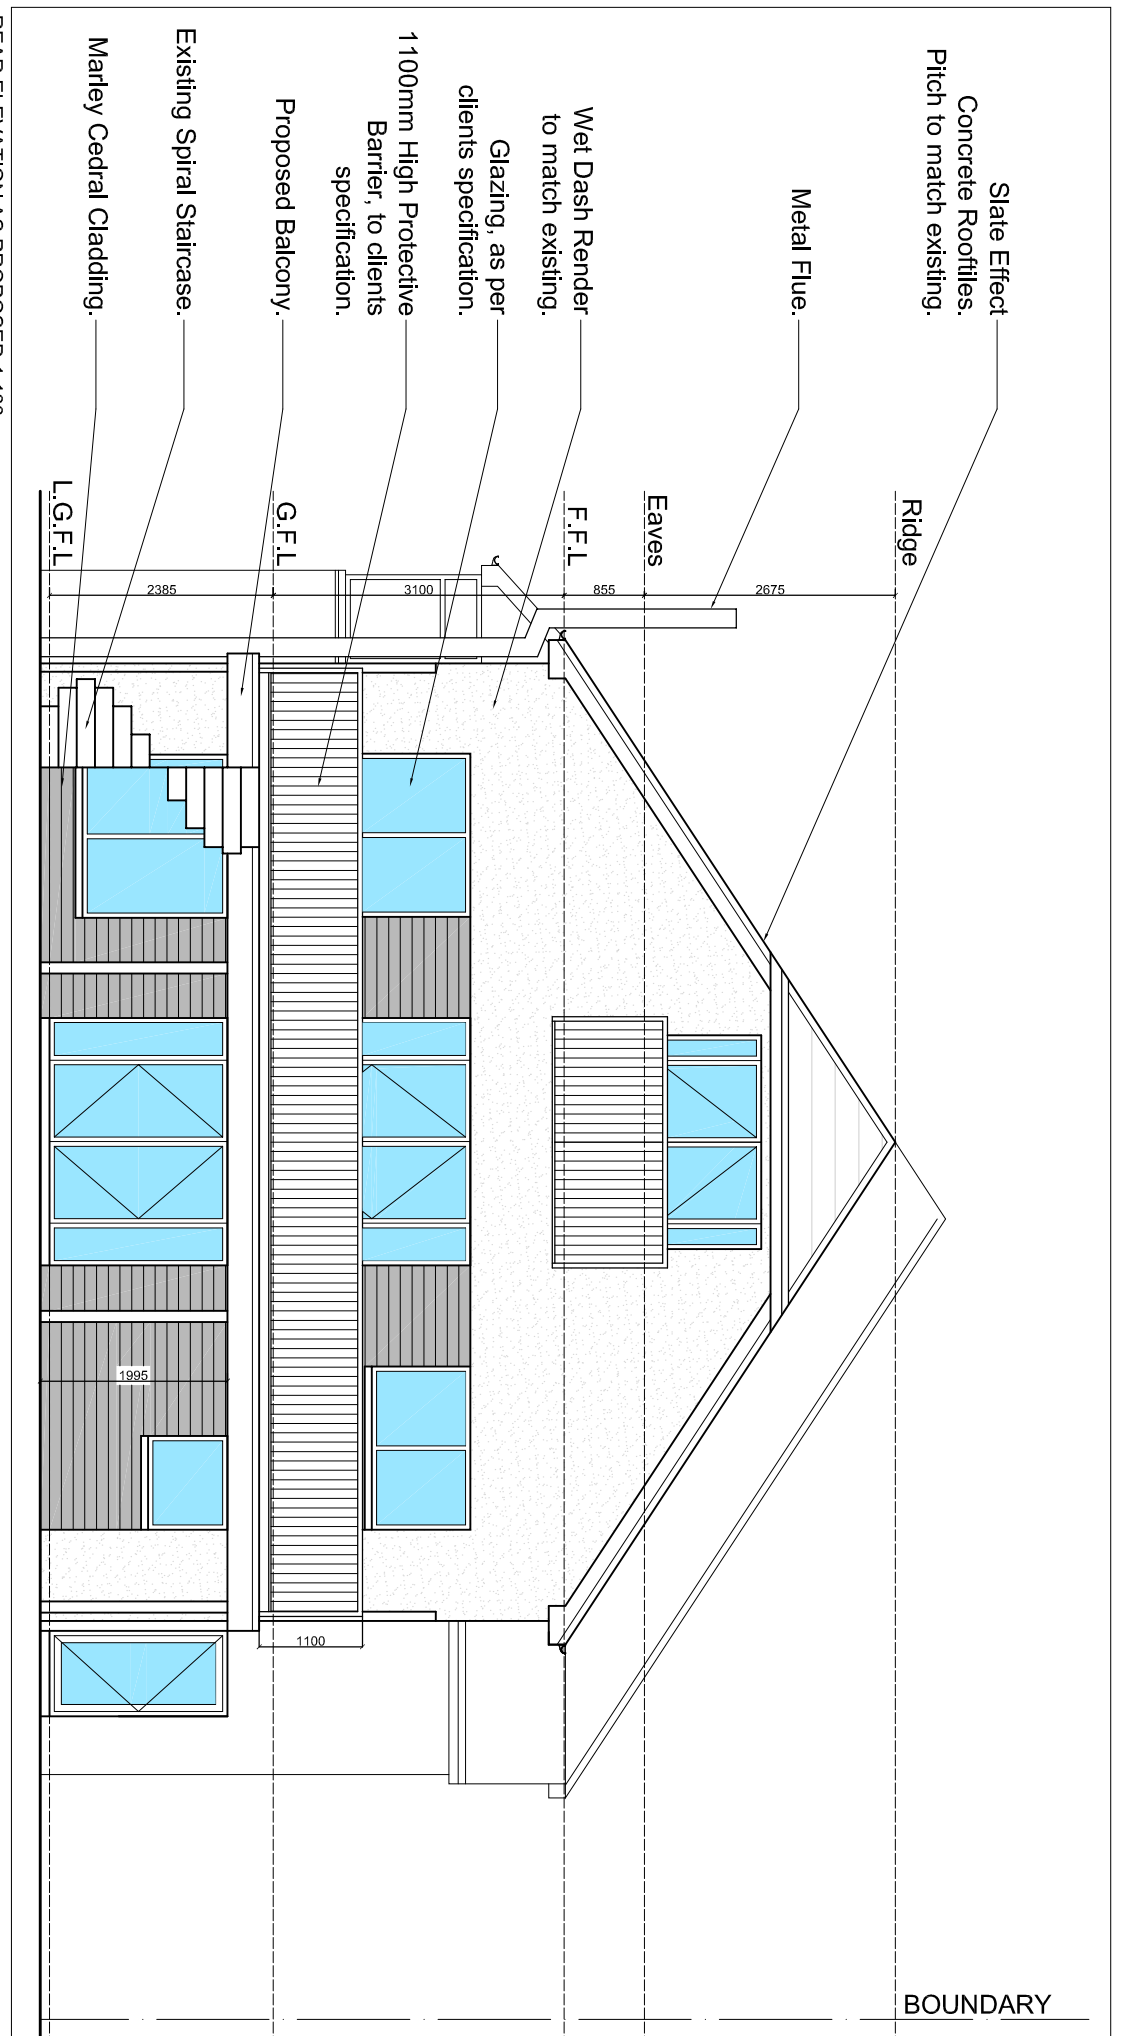 Slate Effect
Concrete Rooftiles.
Pitch to match existing.
Metal Flue.
Wet Dash Render
to match existing.
Glazing, as per
clients specification.
1100mm High Protective
Barrier, to clients
specification.
Proposed Balcony.
Existing Spiral Staircase.
Marley Cedral Cladding.
Ridge
Eaves
F.F.L
G.F.L
L.G.F.L
2675
855
3100
2385
1995
1100
BOUNDARY